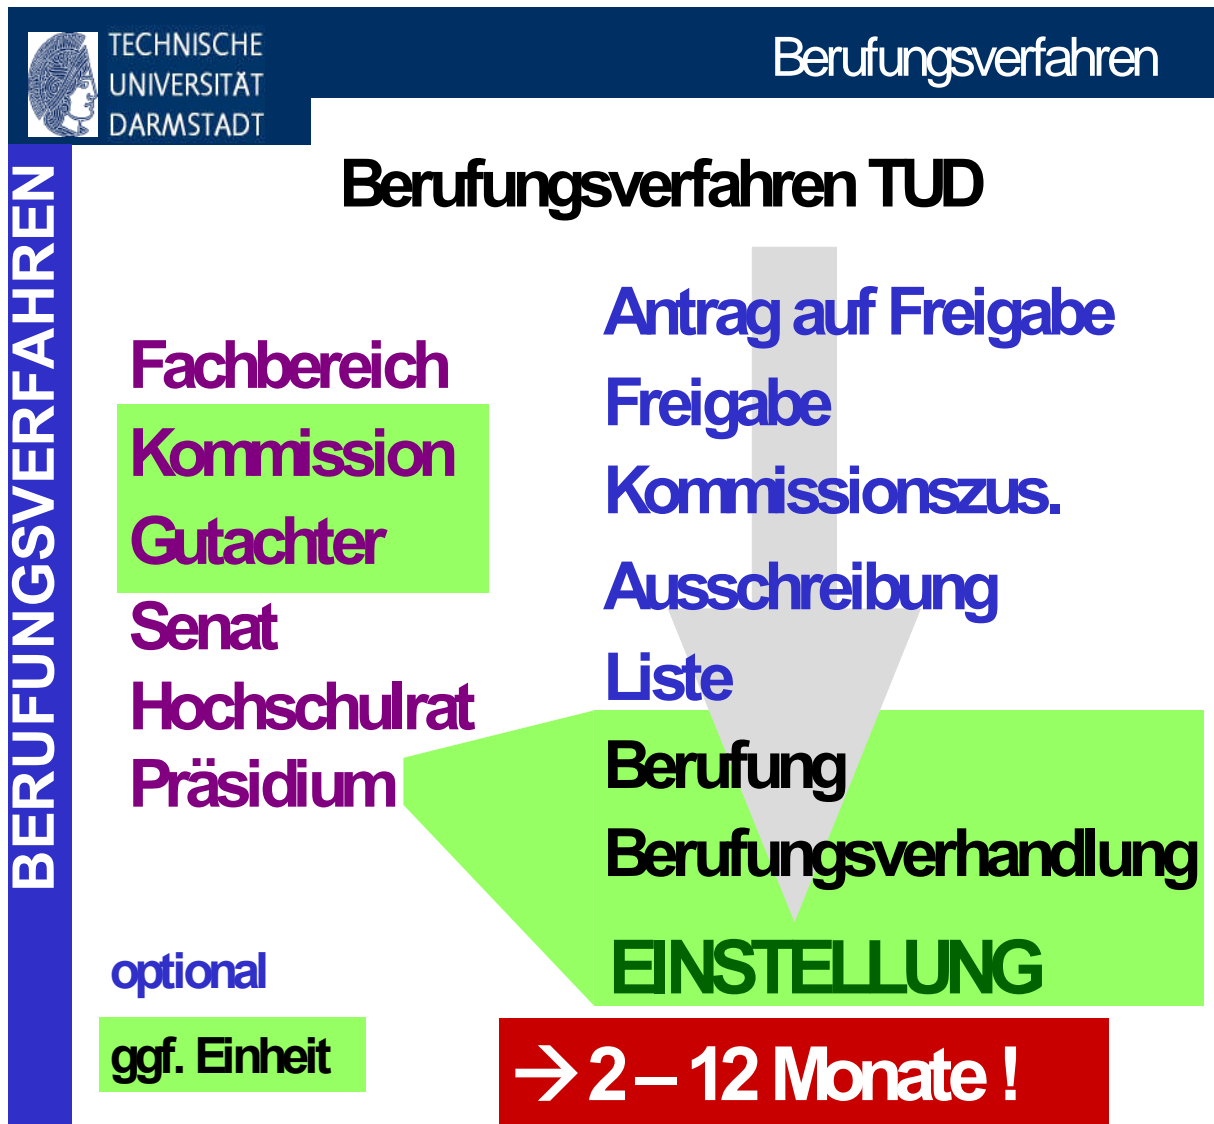 TECHNISCHE
UNIVERSITÄT
DARMSTADT
Berufungsverfahren
BERUFUNGSVERFAHREN
Berufungsverfahren TUD
Fachbereich
Kommission
Gutachter
Senat
Hochschulrat
Präsidium
Antrag auf Freigabe
Freigabe
Kommissionszus.
Ausschreibung
Liste
Berufung
Berufungsverhandlung
EINSTELLUNG
optional
ggf. Einheit
→ 2 – 12 Monate !